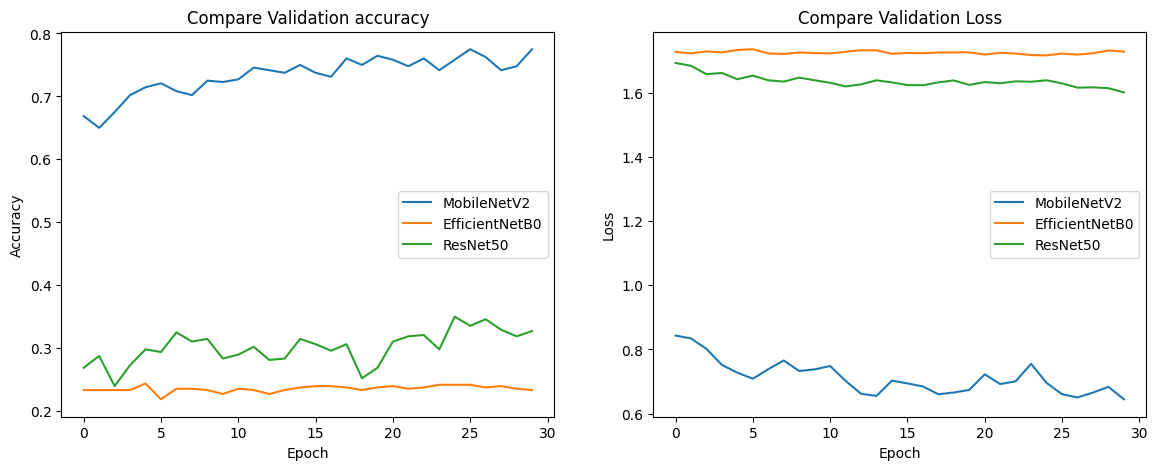 Compare Validation accuracy
0.8
0.7
0.6
0.5
0.4
0.3
0.2
Accuracy
MobileNetV2
EfficientNetB0
ResNet50
0 5 10 15 20 25 30
Epoch
Compare Validation Loss
1.6
1.4
1.2
1.0
0.8
0.6
Loss
MobileNetV2
EfficientNetB0
ResNet50
0 5 10 15 20 25 30
Epoch